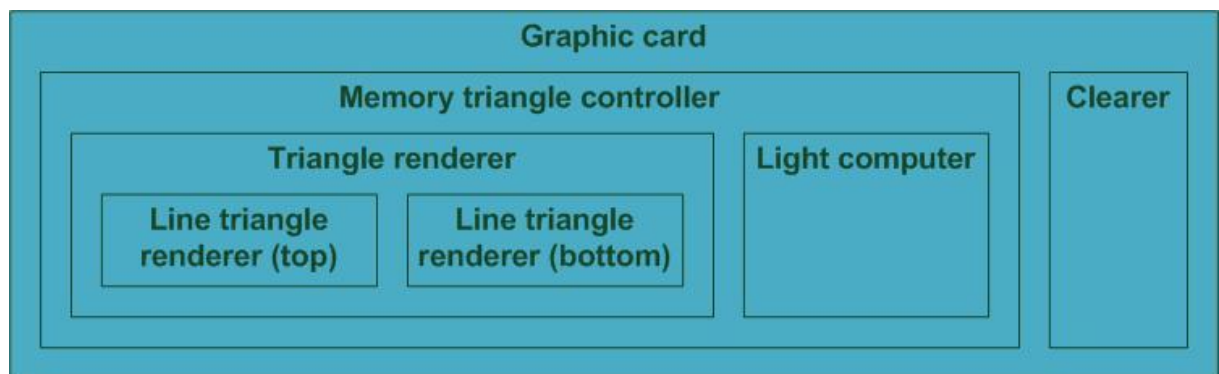 Graphic card
Memory triangle controller
Clearer
Triangle renderer
Light computer
Line triangle
renderer (top)
Line triangle
renderer (bottom)